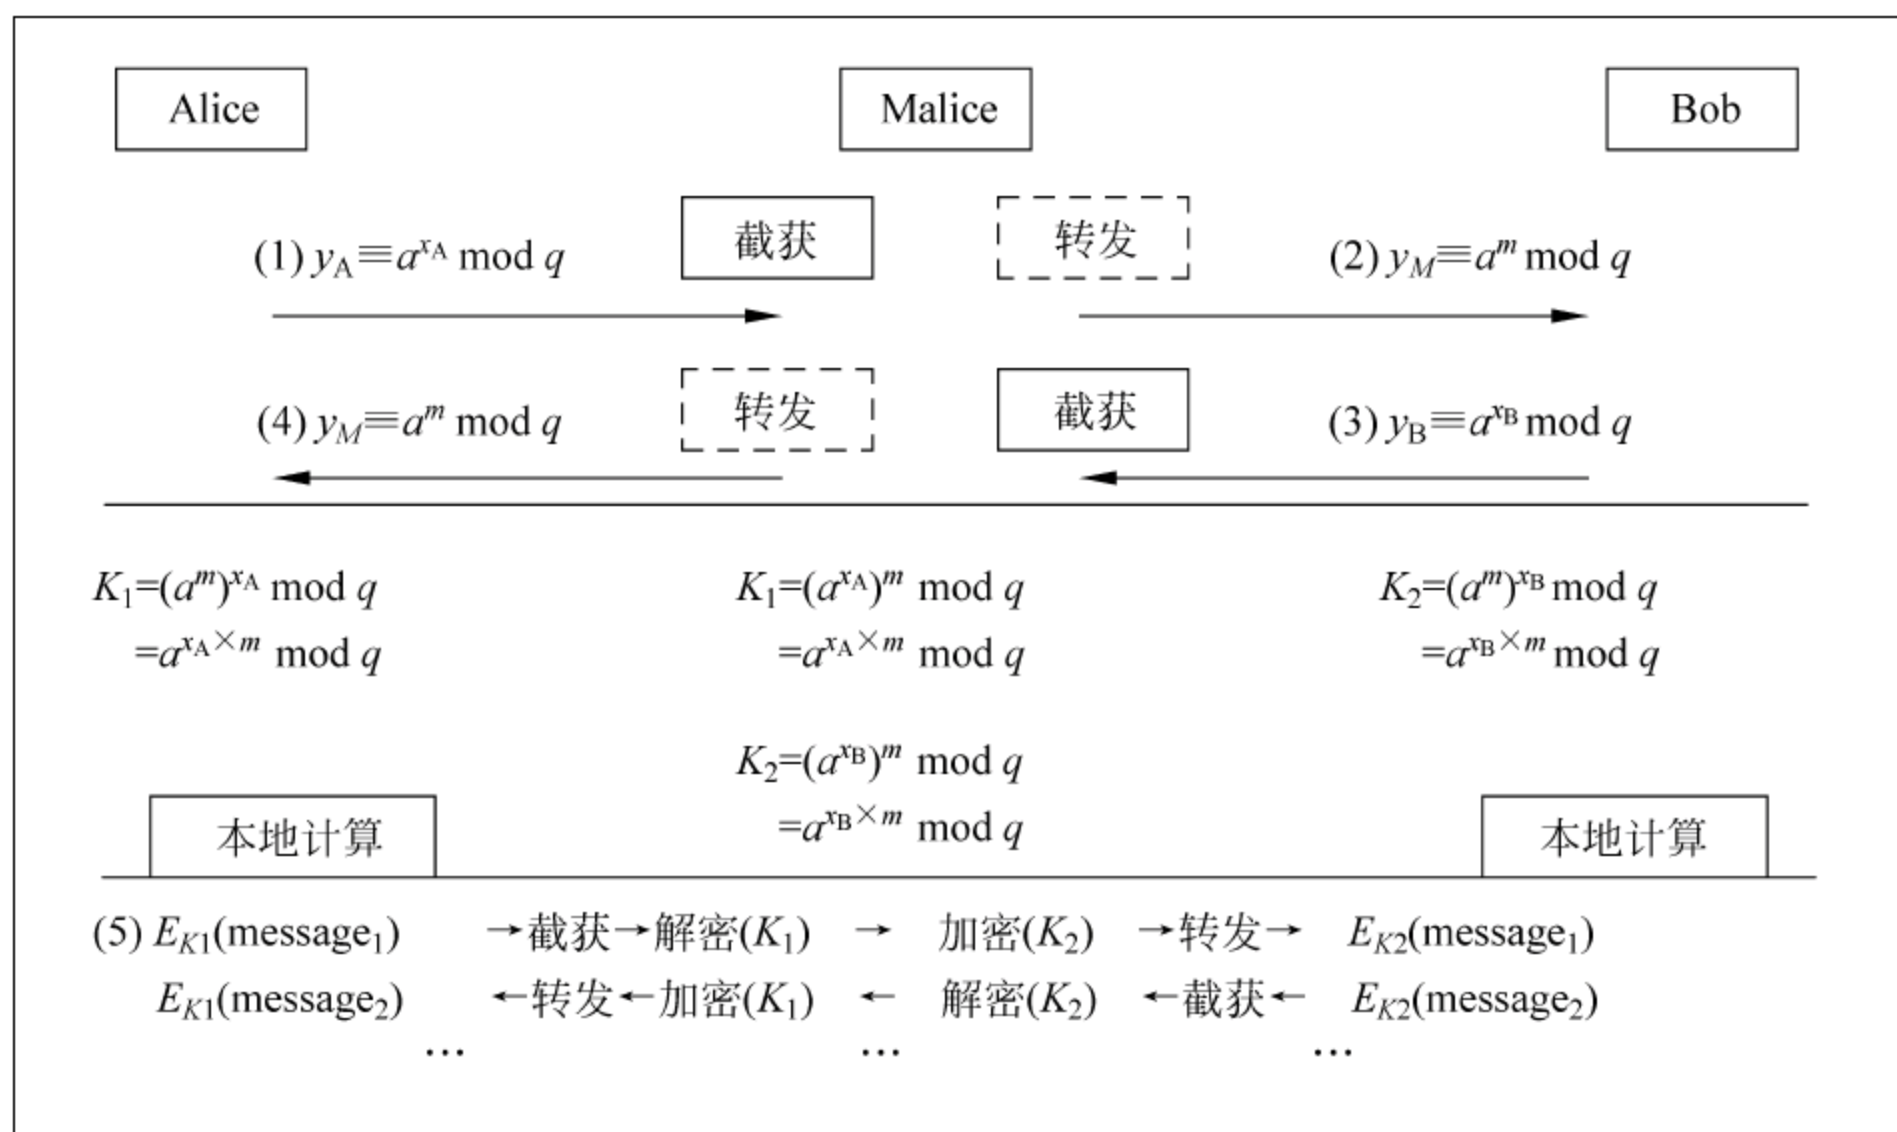 Alice Malice Bob
截获 转发
(1) y_A≡a^{x_A} mod q (2) y_M≡a^m mod q
转发 截获
(4) y_M≡a^m mod q (3) y_B≡a^{x_B} mod q
K_1=(a^m)^{x_A} mod q K_1=(a^{x_A})^m mod q K_2=(a^m)^{x_B} mod q
=a^{x_A×m} mod q =a^{x_A×m} mod q =a^{x_B×m} mod q
K_2=(a^{x_B})^m mod q
=a^{x_B×m} mod q
本地计算 本地计算
(5) E_{K1}(message_1) →截获→解密(K_1) → 加密(K_2) →转发→ E_{K2}(message_1)
E_{K1}(message_2) ←转发←加密(K_1) ← 解密(K_2) ←截获← E_{K2}(message_2)
… … …